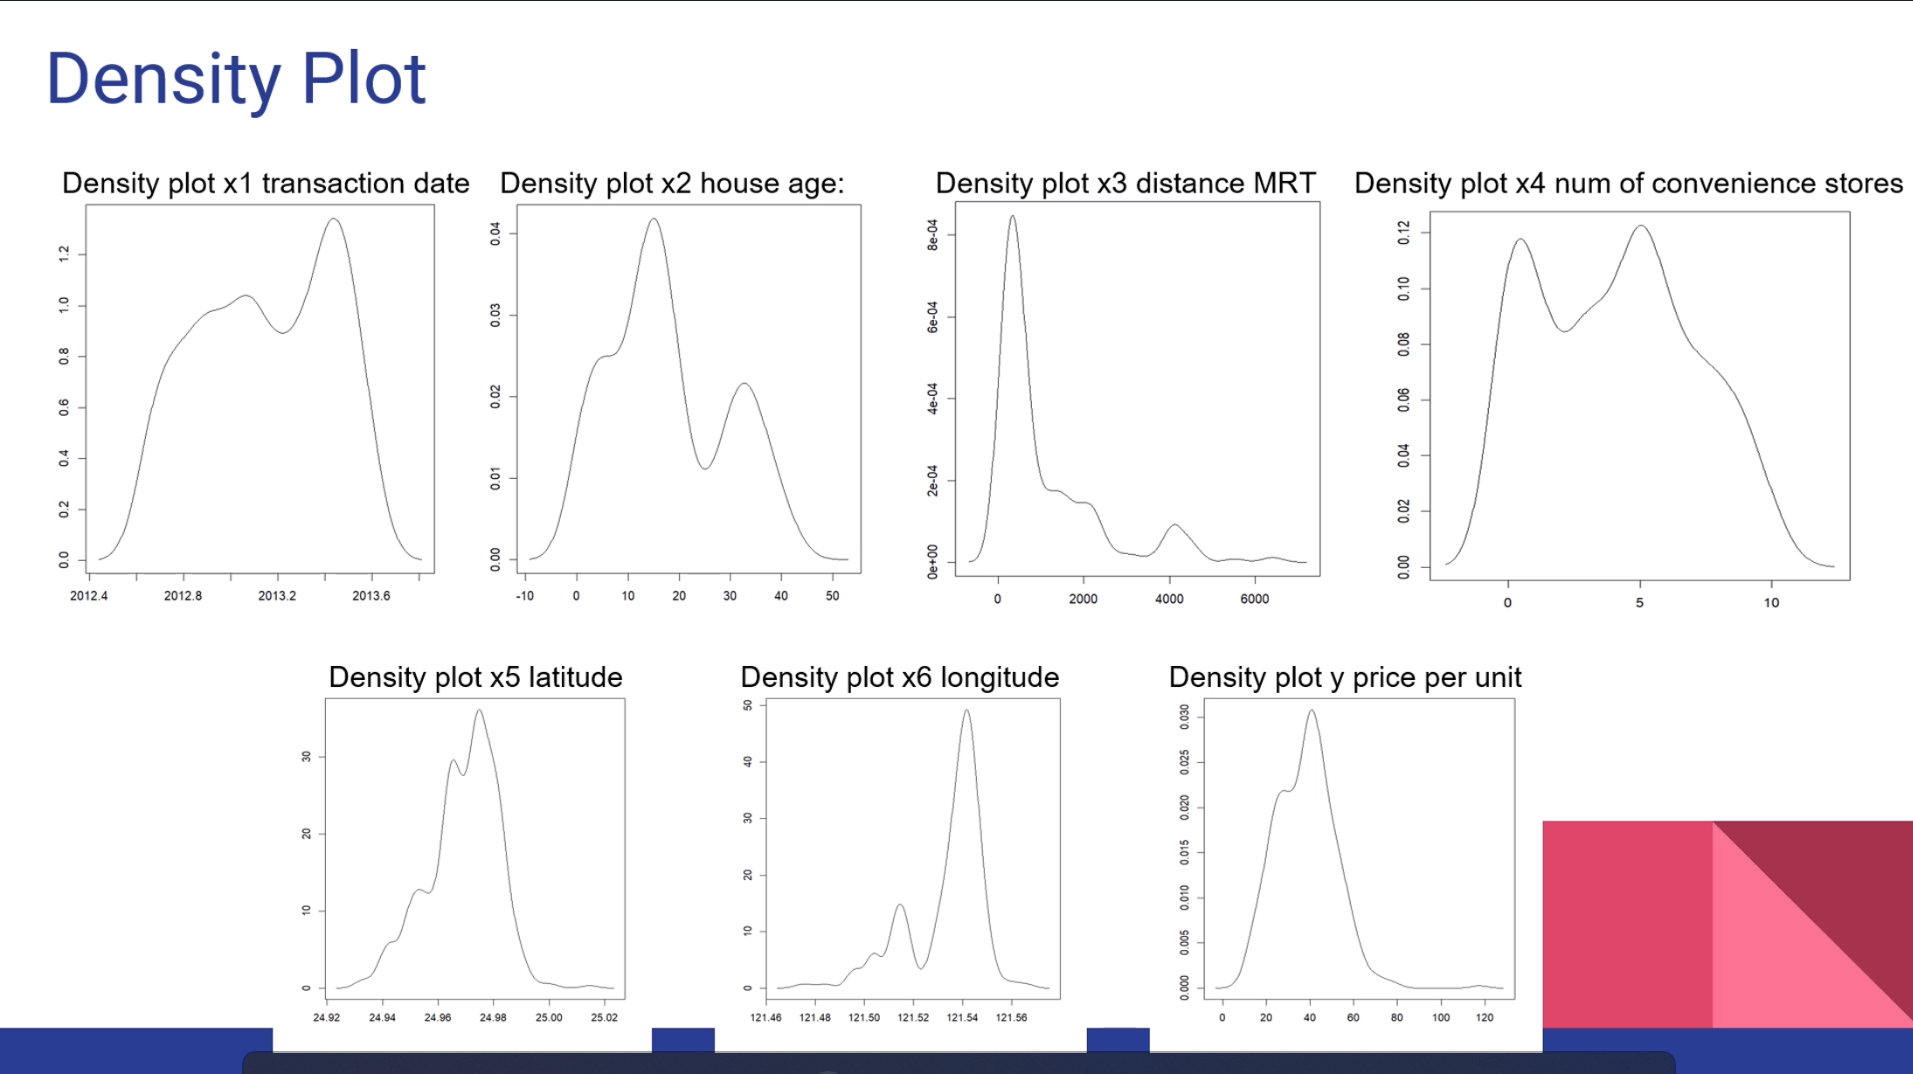 Density Plot
Density plot x1 transaction date
0.0 0.2 0.4 0.6 0.8 1.0 1.2
2012.4 2012.8 2013.2 2013.6
Density plot x2 house age:
0.00 0.01 0.02 0.03 0.04
-10 0 10 20 30 40 50
Density plot x3 distance MRT
0e+00 2e-04 4e-04 6e-04 8e-04
0 2000 4000 6000
Density plot x4 num of convenience stores
0.00 0.02 0.04 0.06 0.08 0.10 0.12
0 5 10
Density plot x5 latitude
0 10 20 30
24.92 24.94 24.96 24.98 25.00 25.02
Density plot x6 longitude
0 10 20 30 40 50
121.46 121.48 121.50 121.52 121.54 121.56
Density plot y price per unit
0.000 0.005 0.010 0.015 0.020 0.025 0.030
0 20 40 60 80 100 120